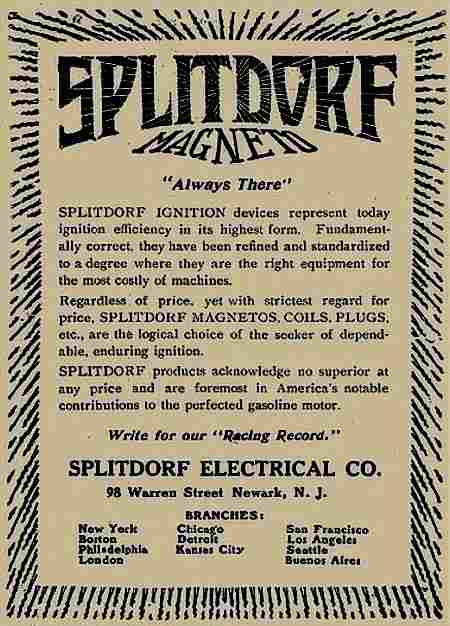 SPLITDORF
MAGNETO
"Always There"
SPLITDORF IGNITION devices represent today
ignition efficiency in its highest form. Fundament-
ally correct, they have been refined and standardized
to a degree where they are the right equipment for
the most costly of machines.
Regardless of price, yet with strictest regard for
price, SPLITDORF MAGNETOS, COILS, PLUGS,
etc., are the logical choice of the seeker of depend-
able, enduring ignition.
SPLITDORF products acknowledge no superior at
any price and are foremost in America's notable
contributions to the perfected gasoline motor.
Write for our "Racing Record."
SPLITDORF ELECTRICAL CO.
98 Warren Street Newark, N. J.
BRANCHES:
New York Chicago San Francisco
Boston Detroit Los Angeles
Philadelphia Kansas City Seattle
London Buenos Aires